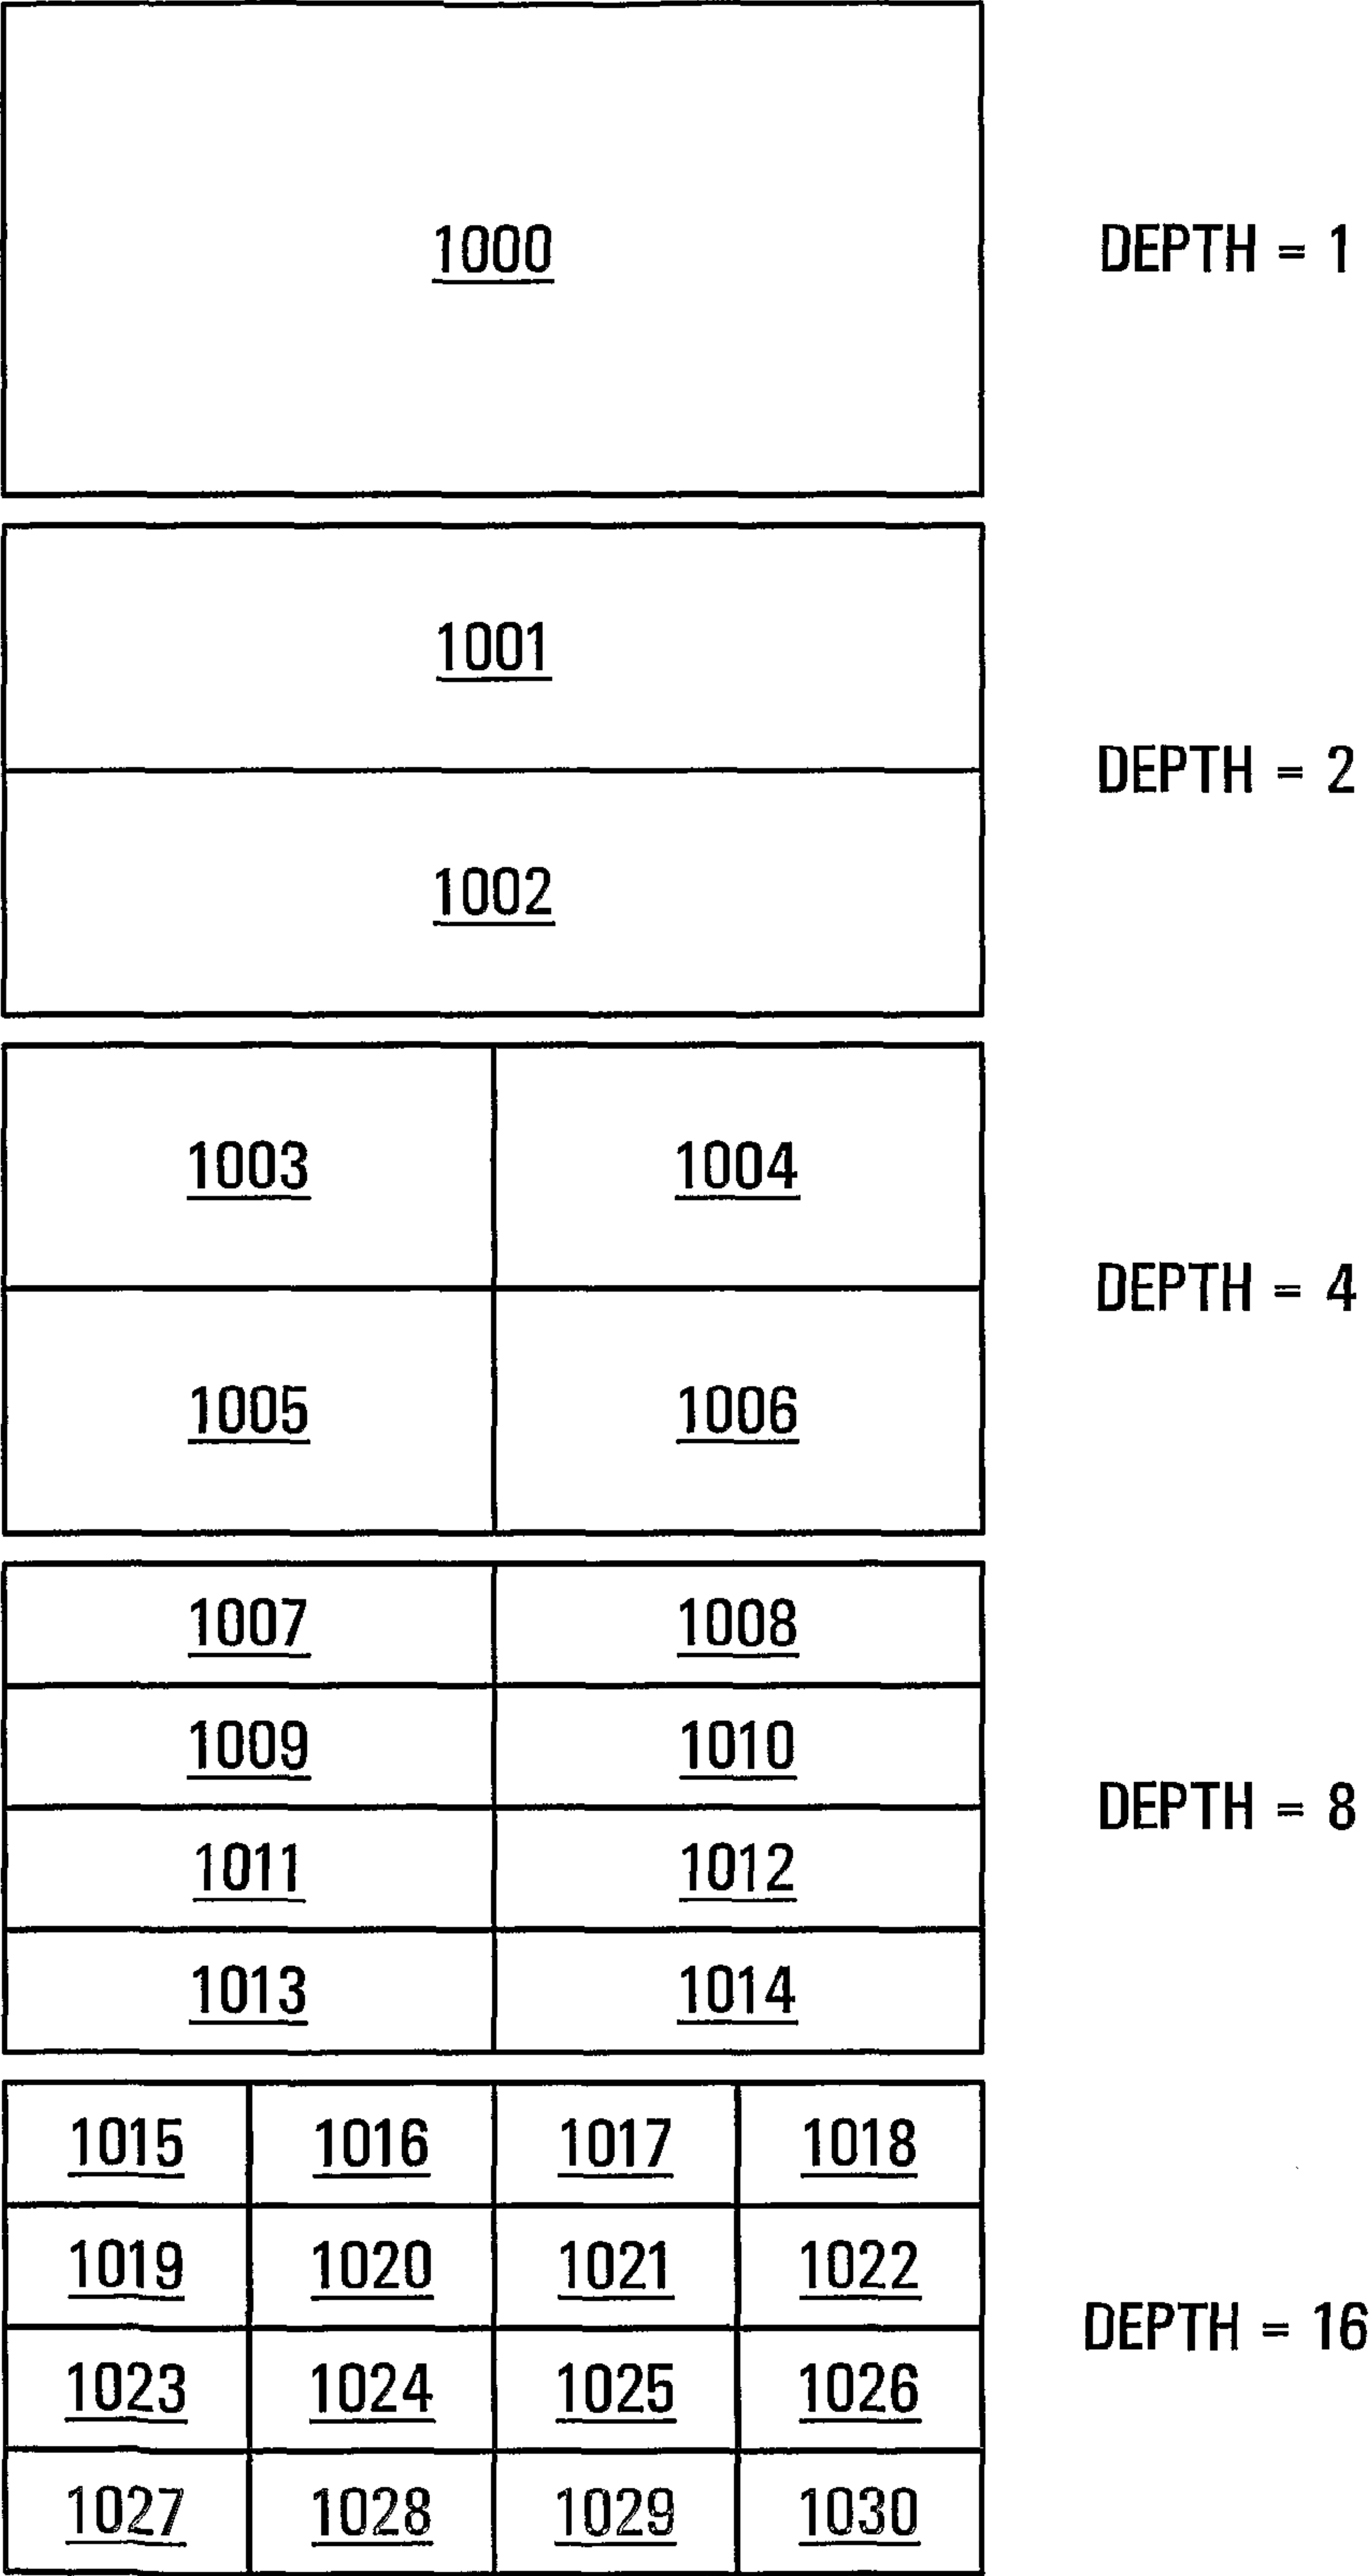 1000
DEPTH = 1
1001
DEPTH = 2
1002
1003 1004
DEPTH = 4
1005 1006
1007 1008
1009 1010
DEPTH = 8
1011 1012
1013 1014
1015 1016 1017 1018
1019 1020 1021 1022
DEPTH = 16
1023 1024 1025 1026
1027 1028 1029 1030